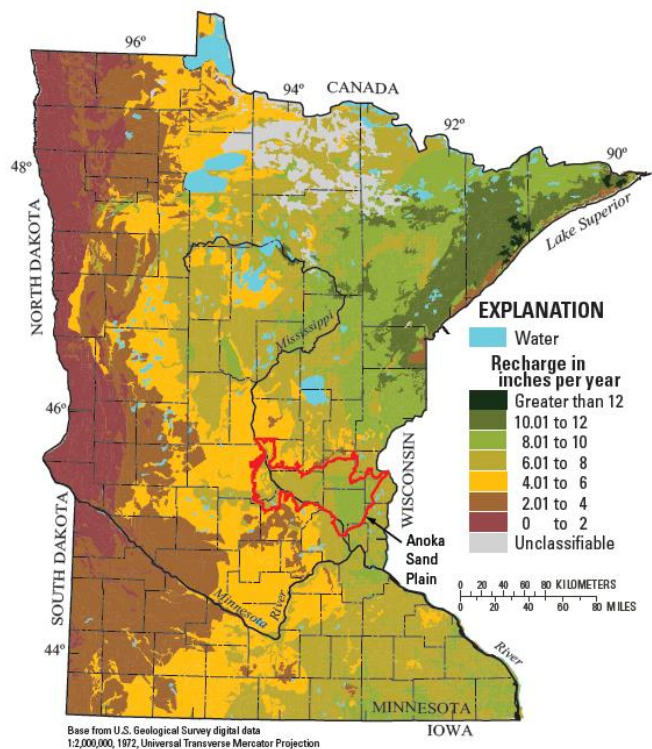 96º
94º
CANADA
92º
90º
48º
Lake Superior
NORTH DAKOTA
EXPLANATION
Water
Mississippi
Recharge in
inches per year
Greater than 12
10.01 to 12
8.01 to 10
6.01 to 8
4.01 to 6
2.01 to 4
0 to 2
Unclassifiable
46º
WISCONSIN
Anoka
Sand
Plain
SOUTH DAKOTA
0 20 40 60 80 KILOMETERS
0 20 40 60 80 MILES
Minnesota River
44º
River
MINNESOTA
IOWA
Base from U.S. Geological Survey digital data
1:2,000,000, 1972, Universal Transverse Mercator Projection